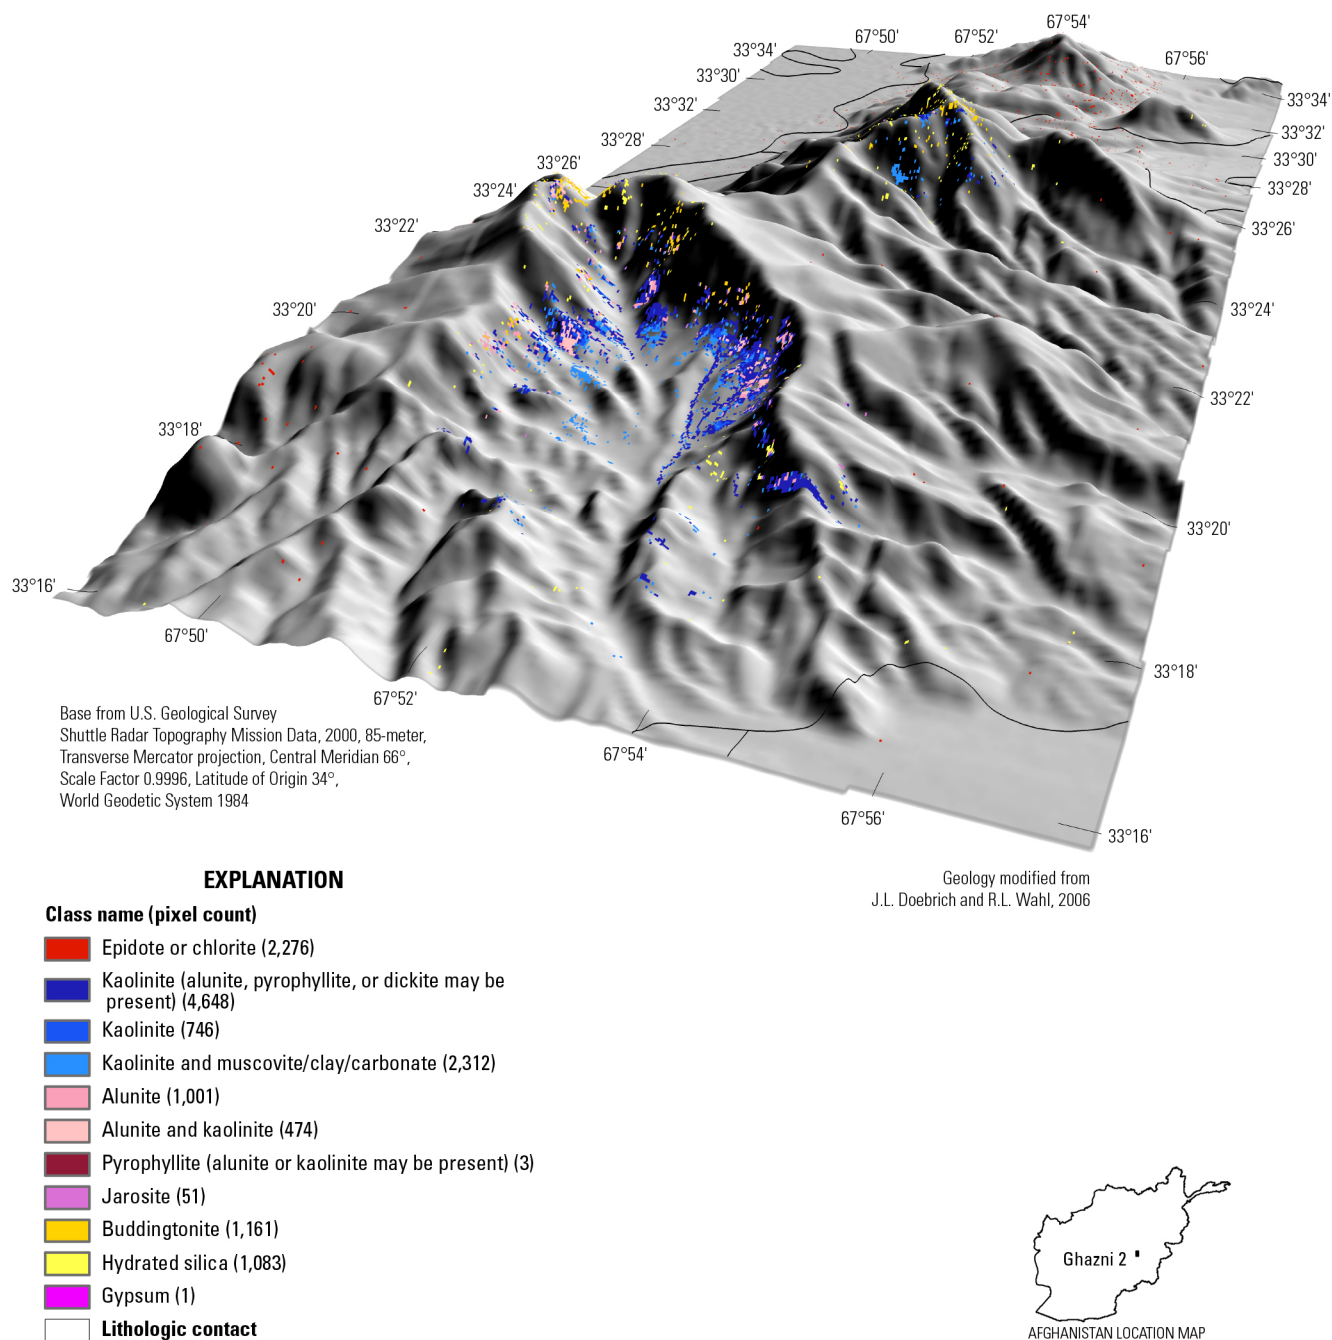 67°54'
67°50'
67°52'
67°56'
33°34'
33°30'
33°32'
33°28'
33°26'
33°24'
33°22'
33°20'
33°18'
33°16'
33°34'
33°32'
33°30'
33°28'
33°26'
33°24'
33°22'
33°20'
33°18'
33°16'
67°50'
67°52'
67°54'
67°56'
Base from U.S. Geological Survey
Shuttle Radar Topography Mission Data, 2000, 85-meter,
Transverse Mercator projection, Central Meridian 66°,
Scale Factor 0.9996, Latitude of Origin 34°,
World Geodetic System 1984
Geology modified from
J.L. Doebrich and R.L. Wahl, 2006
EXPLANATION
Class name (pixel count)
Epidote or chlorite (2,276)
Kaolinite (alunite, pyrophyllite, or dickite may be
present) (4,648)
Kaolinite (746)
Kaolinite and muscovite/clay/carbonate (2,312)
Alunite (1,001)
Alunite and kaolinite (474)
Pyrophyllite (alunite or kaolinite may be present) (3)
Jarosite (51)
Buddingtonite (1,161)
Hydrated silica (1,083)
Gypsum (1)
Lithologic contact
Ghazni 2
AFGHANISTAN LOCATION MAP